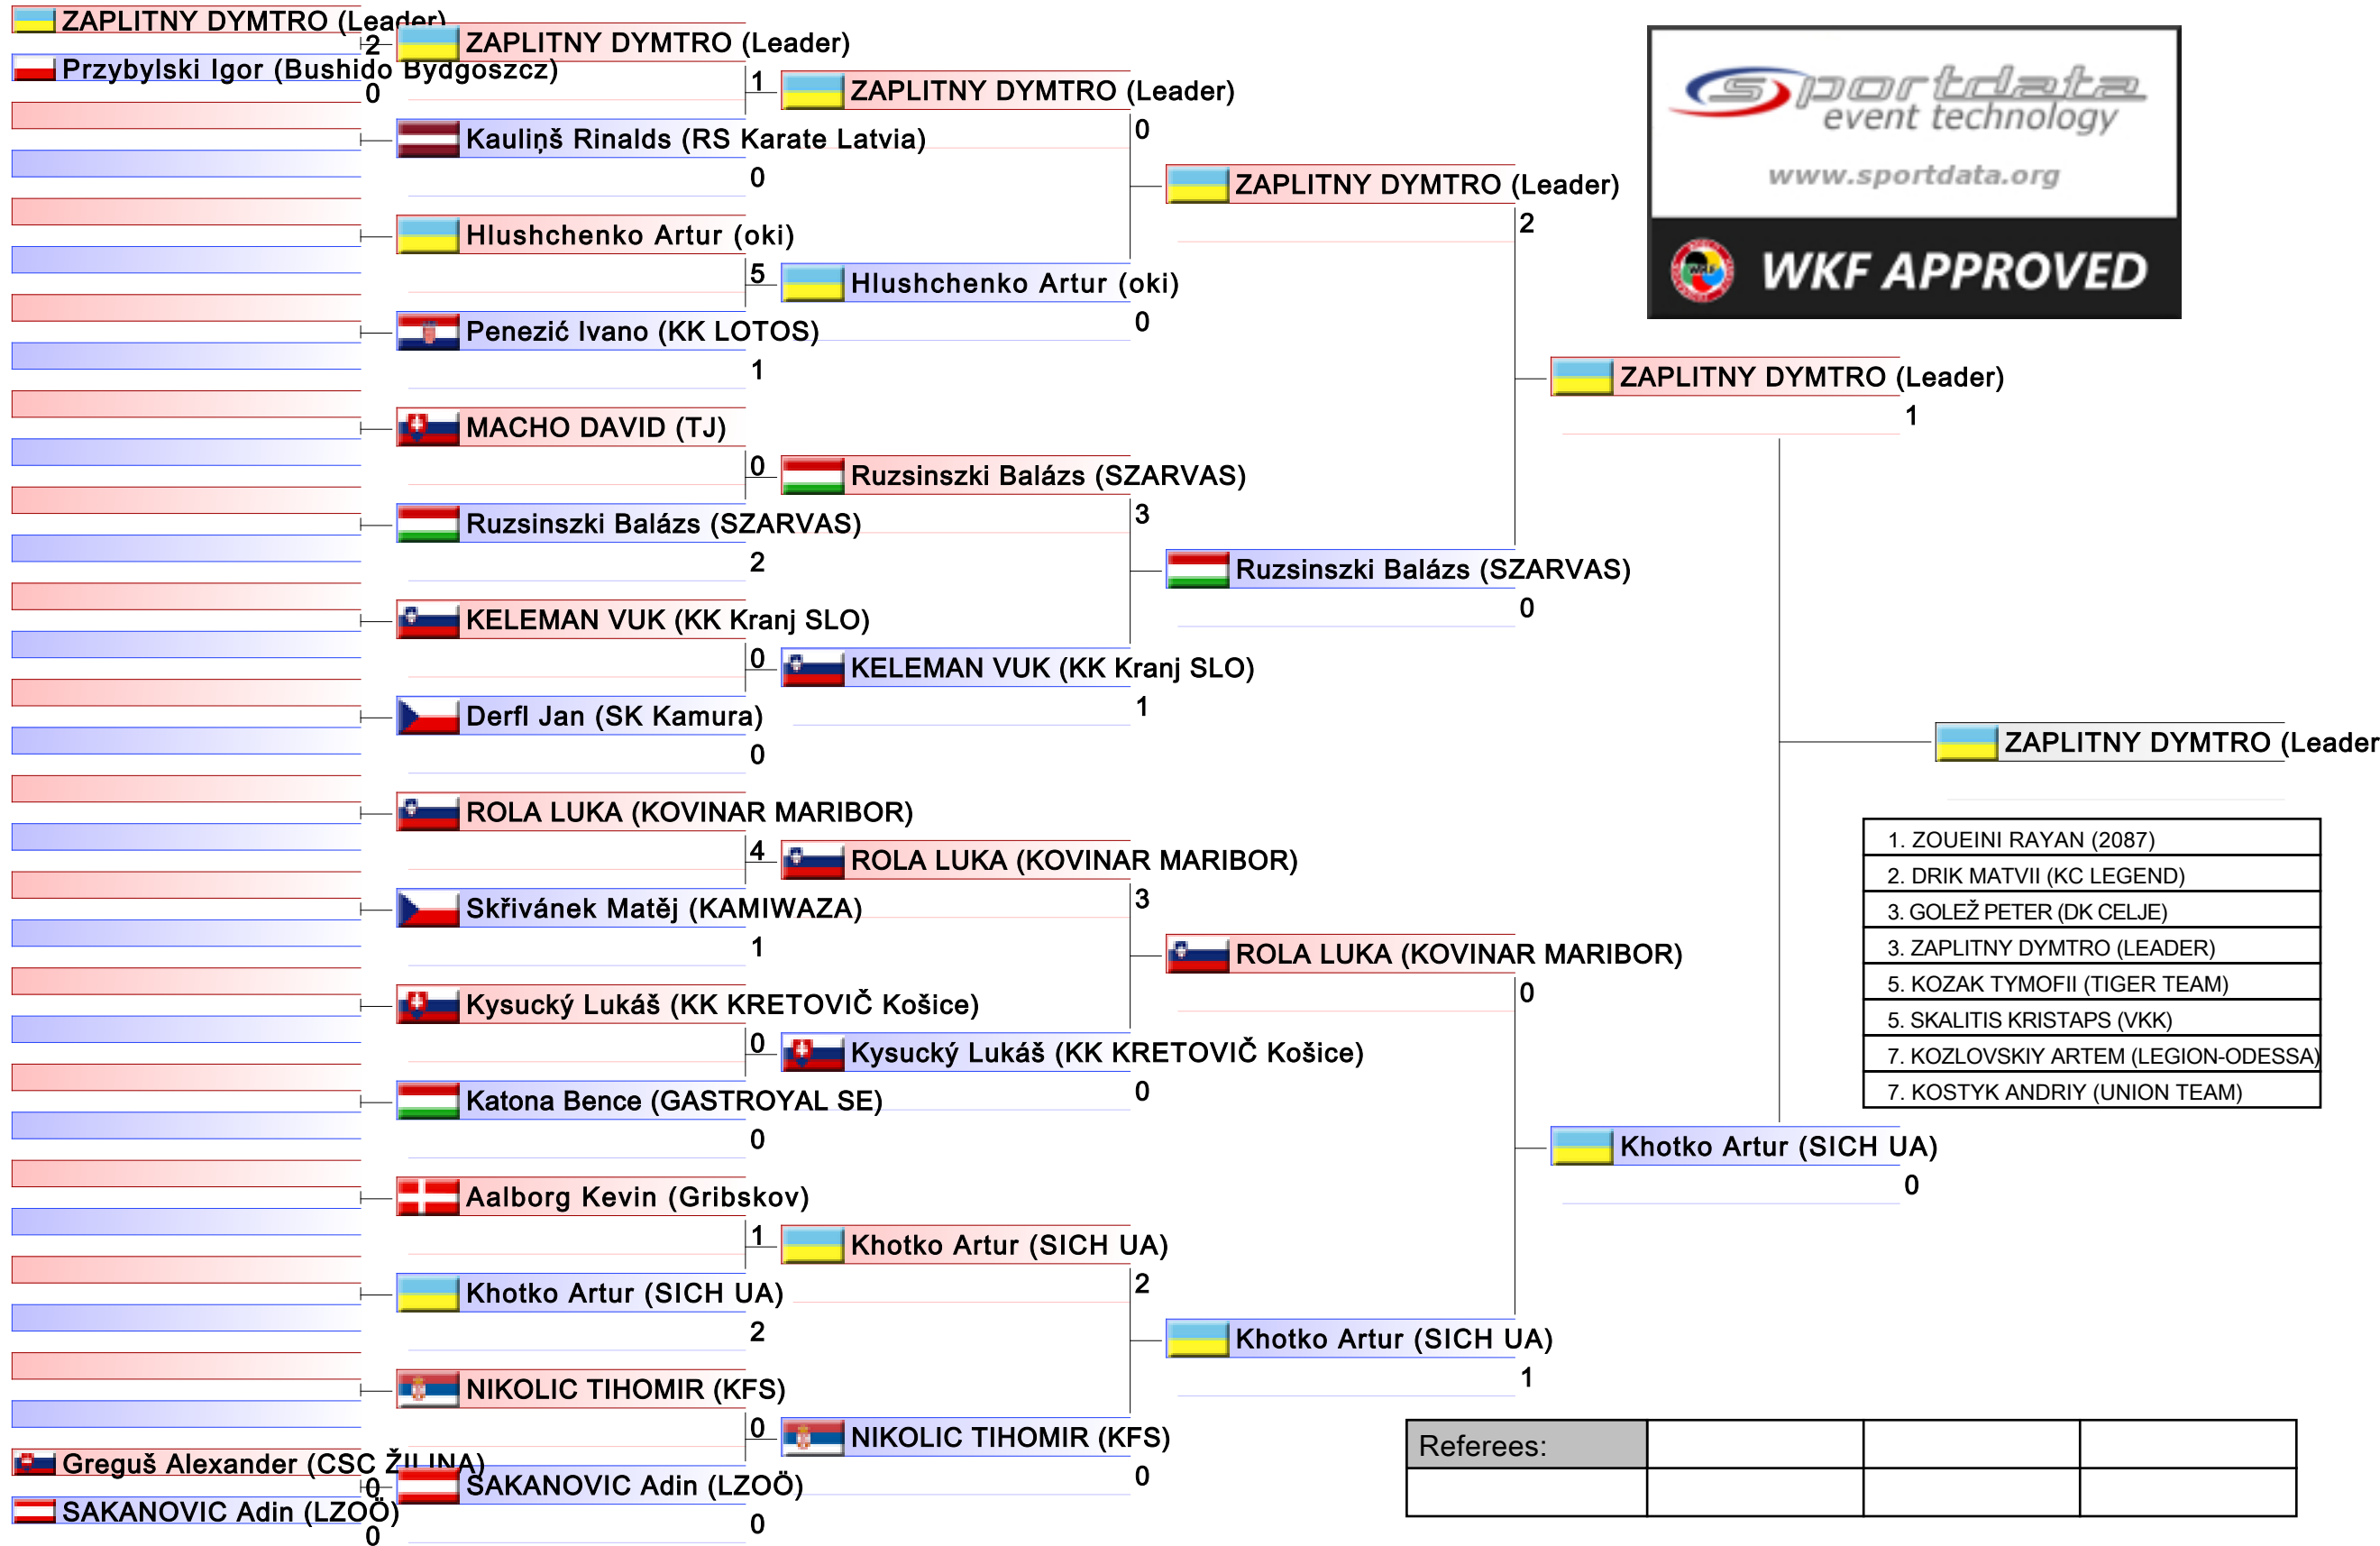 ZAPLITNY DYMTRO (Leader)
2
Przybylski Igor (Bushido Bydgoszcz)
0
Greguš Alexander (CSC ŽILINA)
0
SAKANOVIC Adin (LZOÖ)
0
ZAPLITNY DYMTRO (Leader)
1
Kauliņš Rinalds (RS Karate Latvia)
0
Hlushchenko Artur (oki)
5
Penezić Ivano (KK LOTOS)
1
MACHO DAVID (TJ)
0
Ruzsinszki Balázs (SZARVAS)
2
KELEMAN VUK (KK Kranj SLO)
0
Derfl Jan (SK Kamura)
0
ROLA LUKA (KOVINAR MARIBOR)
4
Skřivánek Matěj (KAMIWAZA)
1
Kysucký Lukáš (KK KRETOVIČ Košice)
0
Katona Bence (GASTROYAL SE)
0
Aalborg Kevin (Gribskov)
1
Khotko Artur (SICH UA)
2
NIKOLIC TIHOMIR (KFS)
0
SAKANOVIC Adin (LZOÖ)
0
ZAPLITNY DYMTRO (Leader)
0
Hlushchenko Artur (oki)
0
Ruzsinszki Balázs (SZARVAS)
3
KELEMAN VUK (KK Kranj SLO)
1
ROLA LUKA (KOVINAR MARIBOR)
3
Kysucký Lukáš (KK KRETOVIČ Košice)
0
Khotko Artur (SICH UA)
2
NIKOLIC TIHOMIR (KFS)
0
ZAPLITNY DYMTRO (Leader)
2
Ruzsinszki Balázs (SZARVAS)
0
ROLA LUKA (KOVINAR MARIBOR)
0
Khotko Artur (SICH UA)
1
ZAPLITNY DYMTRO (Leader)
1
Khotko Artur (SICH UA)
0
ZAPLITNY DYMTRO (Leader
sportdata
event technology
www.sportdata.org
WKF
WKF APPROVED
1. ZOUEINI RAYAN (2087)
2. DRIK MATVII (KC LEGEND)
3. GOLEŽ PETER (DK CELJE)
3. ZAPLITNY DYMTRO (LEADER)
5. KOZAK TYMOFII (TIGER TEAM)
5. SKALITIS KRISTAPS (VKK)
7. KOZLOVSKIY ARTEM (LEGION-ODESSA)
7. KOSTYK ANDRIY (UNION TEAM)
Referees: